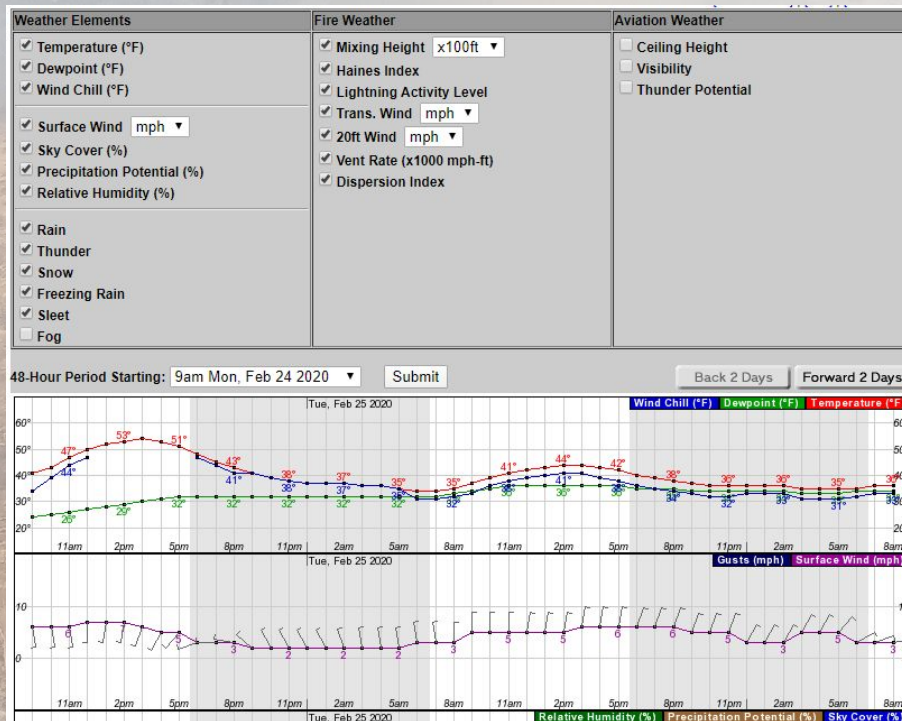 Weather Elements
Temperature (°F)
Dewpoint (°F)
Wind Chill (°F)
Surface Wind mph ▼
Sky Cover (%)
Precipitation Potential (%)
Relative Humidity (%)
Rain
Thunder
Snow
Freezing Rain
Sleet
Fog
Fire Weather
Mixing Height x100ft ▼
Haines Index
Lightning Activity Level
Trans. Wind mph ▼
20ft Wind mph ▼
Vent Rate (x1000 mph-ft)
Dispersion Index
Aviation Weather
Ceiling Height
Visibility
Thunder Potential
48-Hour Period Starting: 9am Mon, Feb 24 2020 ▼ Submit Back 2 Days Forward 2 Days
Tue, Feb 25 2020 Wind Chill (°F) Dewpoint (°F) Temperature (°F
60°
50°
40°
30°
20°
47° 53° 51° 43° 38° 37° 35° 35° 41° 44° 42° 38° 36° 36° 35°
44° 41° 36° 37° 32° 41° 32° 31°
26° 29° 32° 32° 32° 32° 32° 36°
11am 2pm 5pm 8pm 11pm 2am 5am 8am 11am 2pm 5pm 8pm 11pm 2am 5am 8am
Tue, Feb 25 2020 Gusts (mph) Surface Wind (mph)
10
0
6 5 3 2 2 2 3 5 5 6 6 5 3 5 3
11am 2pm 5pm 8pm 11pm 2am 5am 8am 11am 2pm 5pm 8pm 11pm 2am 5am 8am
Tue, Feb 25 2020 Relative Humidity (%) Precipitation Potential (%) Sky Cover (%)